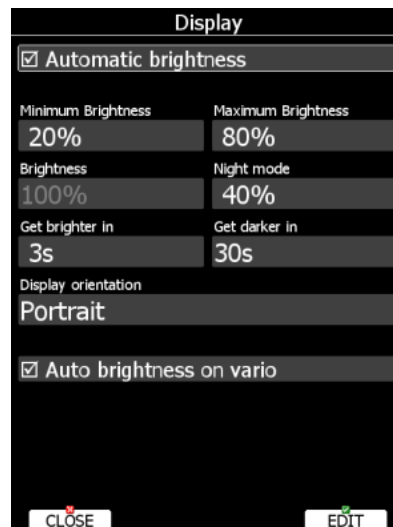 Display
Automatic brightness
Minimum Brightness Maximum Brightness
20% 80%
Brightness Night mode
100% 40%
Get brighter in Get darker in
3s 30s
Display orientation
Portrait
Auto brightness on vario
CLOSE EDIT